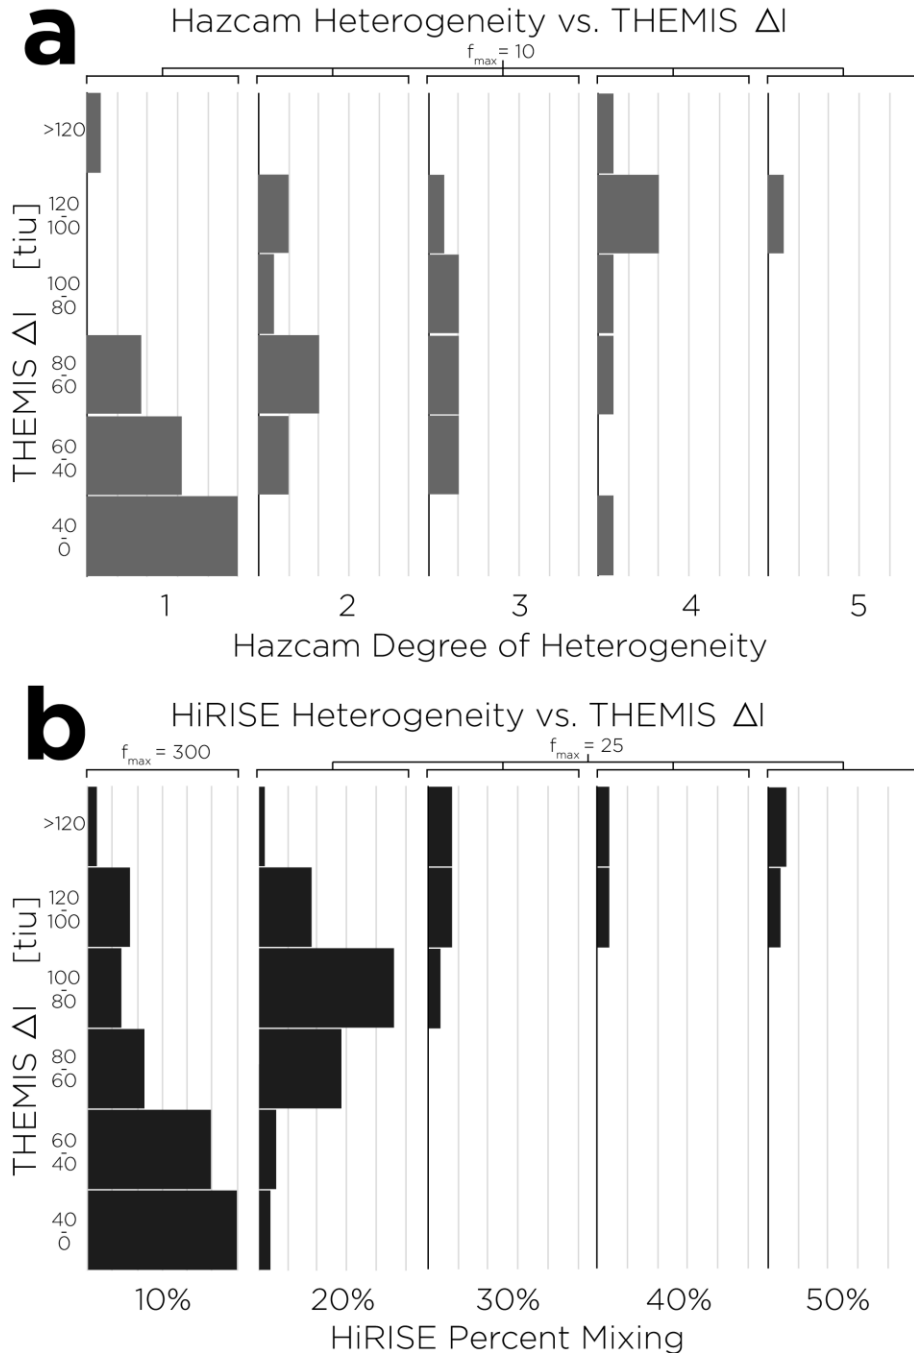 a
Hazcam Heterogeneity vs. THEMIS ΔI
fmax = 10
THEMIS ΔI [tiu]
>120
120
-
100
100
-
80
80
-
60
60
-
40
40
-
0
1 2 3 4 5
Hazcam Degree of Heterogeneity
b
HiRISE Heterogeneity vs. THEMIS ΔI
fmax = 300 fmax = 25
THEMIS ΔI [tiu]
>120
120
-
100
100
-
80
80
-
60
60
-
40
40
-
0
10% 20% 30% 40% 50%
HiRISE Percent Mixing